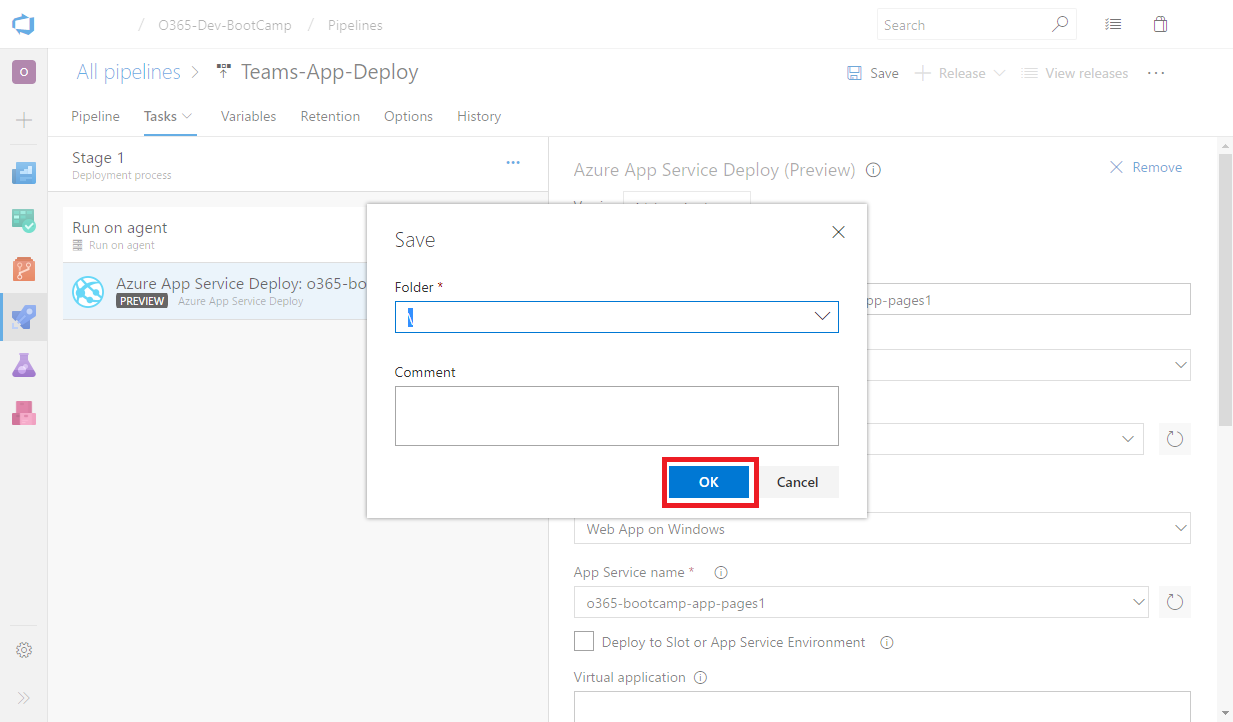 / O365-Dev-BootCamp / Pipelines
Search
O
All pipelines > Teams-App-Deploy
Save
Release
View releases
...
Pipeline
Tasks
Variables
Retention
Options
History
Stage 1
Deployment process
...
Run on agent
Run on agent
Azure App Service Deploy: o365-bo
PREVIEW Azure App Service Deploy
Azure App Service Deploy (Preview)
Remove
Save
Folder *
\
Comment
OK
Cancel
pp-pages1
Web App on Windows
App Service name *
o365-bootcamp-app-pages1
Deploy to Slot or App Service Environment
Virtual application